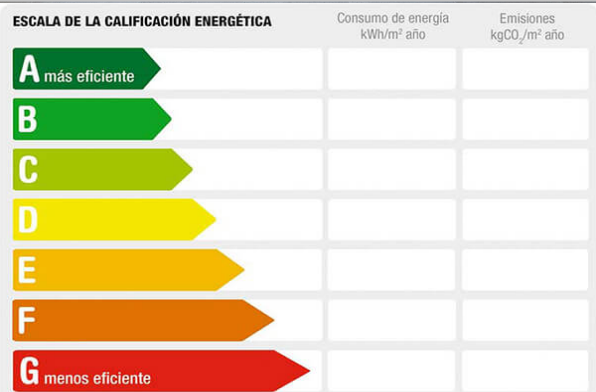 ESCALA DE LA CALIFICACIÓN ENERGÉTICA
Consumo de energía
kWh/m² año
Emisiones
kgCO₂/m² año
A más eficiente
B
C
D
E
F
G menos eficiente